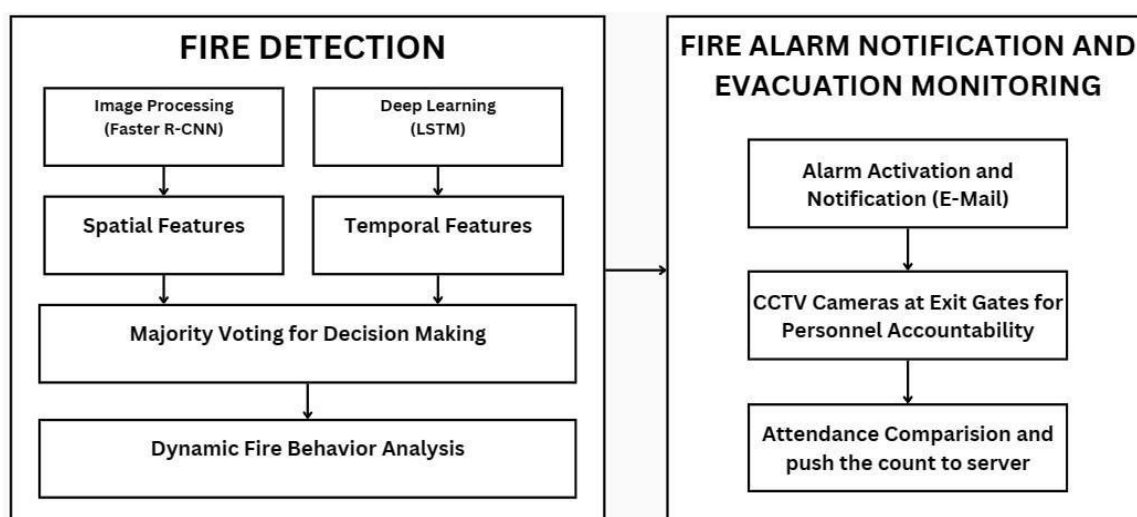 FIRE DETECTION
Image Processing
(Faster R-CNN)
Deep Learning
(LSTM)
Spatial Features
Temporal Features
Majority Voting for Decision Making
Dynamic Fire Behavior Analysis
FIRE ALARM NOTIFICATION AND
EVACUATION MONITORING
Alarm Activation and
Notification (E-Mail)
CCTV Cameras at Exit Gates for
Personnel Accountability
Attendance Comparision and
push the count to server